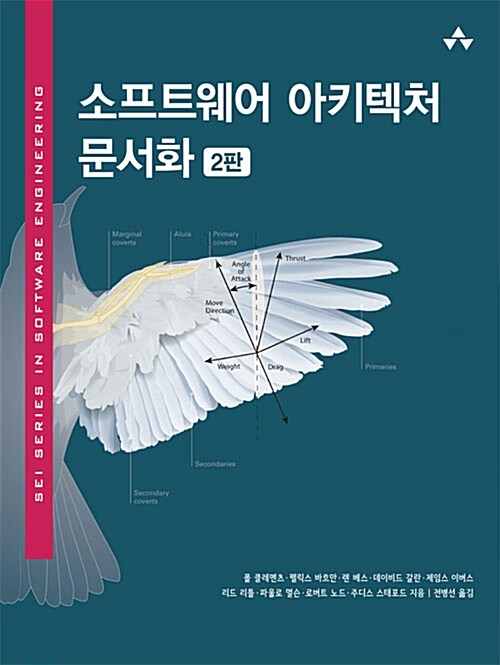 SEI SERIES IN SOFTWARE ENGINEERING
소프트웨어 아키텍처
문서화 2판
Marginal
coverts
Alula
Primary
coverts
Angle
of
Attack
Thrust
Move
Direction
Lift
Weight
Drag
Primaries
Secondaries
Secondary
coverts
폴 클레멘츠·펠릭스 바흐만·렌 베스·데이비드 갈란·제임스 이버스
리드 리틀·파울로 멀슨·로버트 노드·주디스 스태포드 지음 | 전병선 옮김